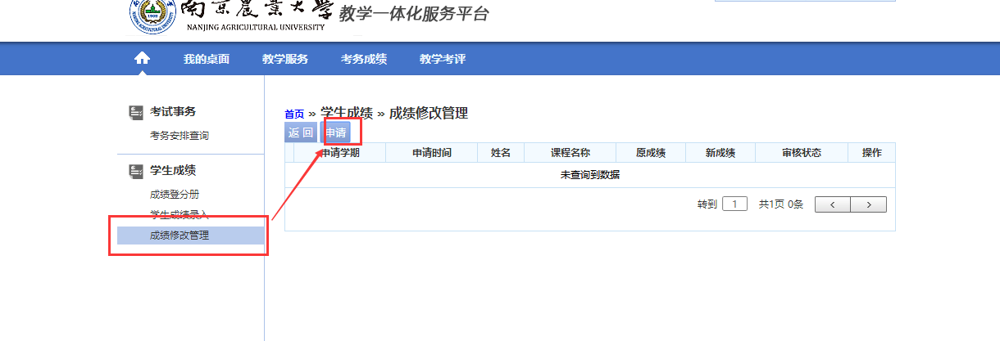 南京农業大学 教学一体化服务平台
NANJING AGRICULTURAL UNIVERSITY
我的桌面 教学服务 考务成绩 教学考评
考试事务
考务安排查询
学生成绩
成绩登分册
学生成绩录入
成绩修改管理
首页 » 学生成绩 » 成绩修改管理
返 回 申请
申请学期 申请时间 姓名 课程名称 原成绩 新成绩 审核状态 操作
未查询到数据
转到 1 共1页 0条 < >